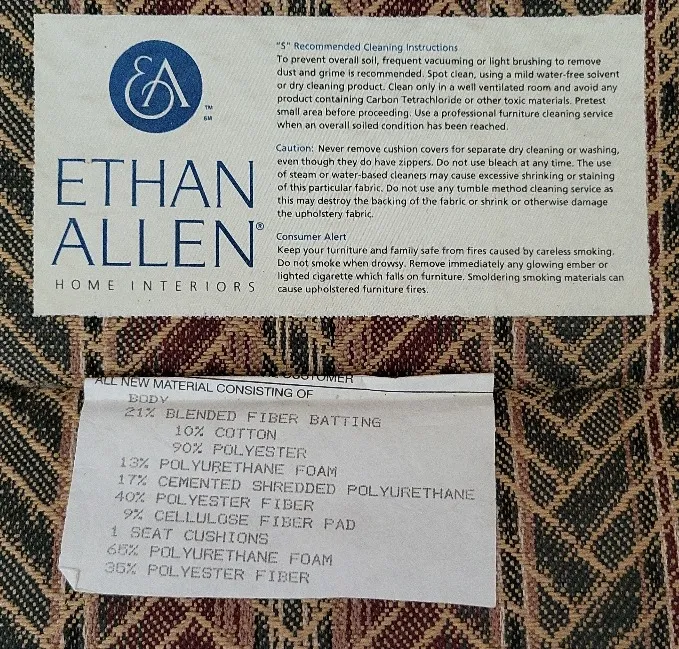 EA
TM
SM
ETHAN
ALLEN®
HOME INTERIORS
"S" Recommended Cleaning Instructions
To prevent overall soil, frequent vacuuming or light brushing to remove
dust and grime is recommended. Spot clean, using a mild water-free solvent
or dry cleaning product. Clean only in a well ventilated room and avoid any
product containing Carbon Tetrachloride or other toxic materials. Pretest
small area before proceeding. Use a professional furniture cleaning service
when an overall soiled condition has been reached.
Caution: Never remove cushion covers for separate dry cleaning or washing,
even though they do have zippers. Do not use bleach at any time. The use
of steam or water-based cleaners may cause excessive shrinking or staining
of this particular fabric. Do not use any tumble method cleaning service as
this may destroy the backing of the fabric or shrink or otherwise damage
the upholstery fabric.
Consumer Alert
Keep your furniture and family safe from fires caused by careless smoking.
Do not smoke when drowsy. Remove immediately any glowing ember or
lighted cigarette which falls on furniture. Smoldering smoking materials can
cause upholstered furniture fires.
CUSTOMER
ALL NEW MATERIAL CONSISTING OF
BODY
21% BLENDED FIBER BATTING
10% COTTON
90% POLYESTER
13% POLYURETHANE FOAM
17% CEMENTED SHREDDED POLYURETHANE
40% POLYESTER FIBER
9% CELLULOSE FIBER PAD
1 SEAT CUSHIONS
65% POLYURETHANE FOAM
35% POLYESTER FIBER